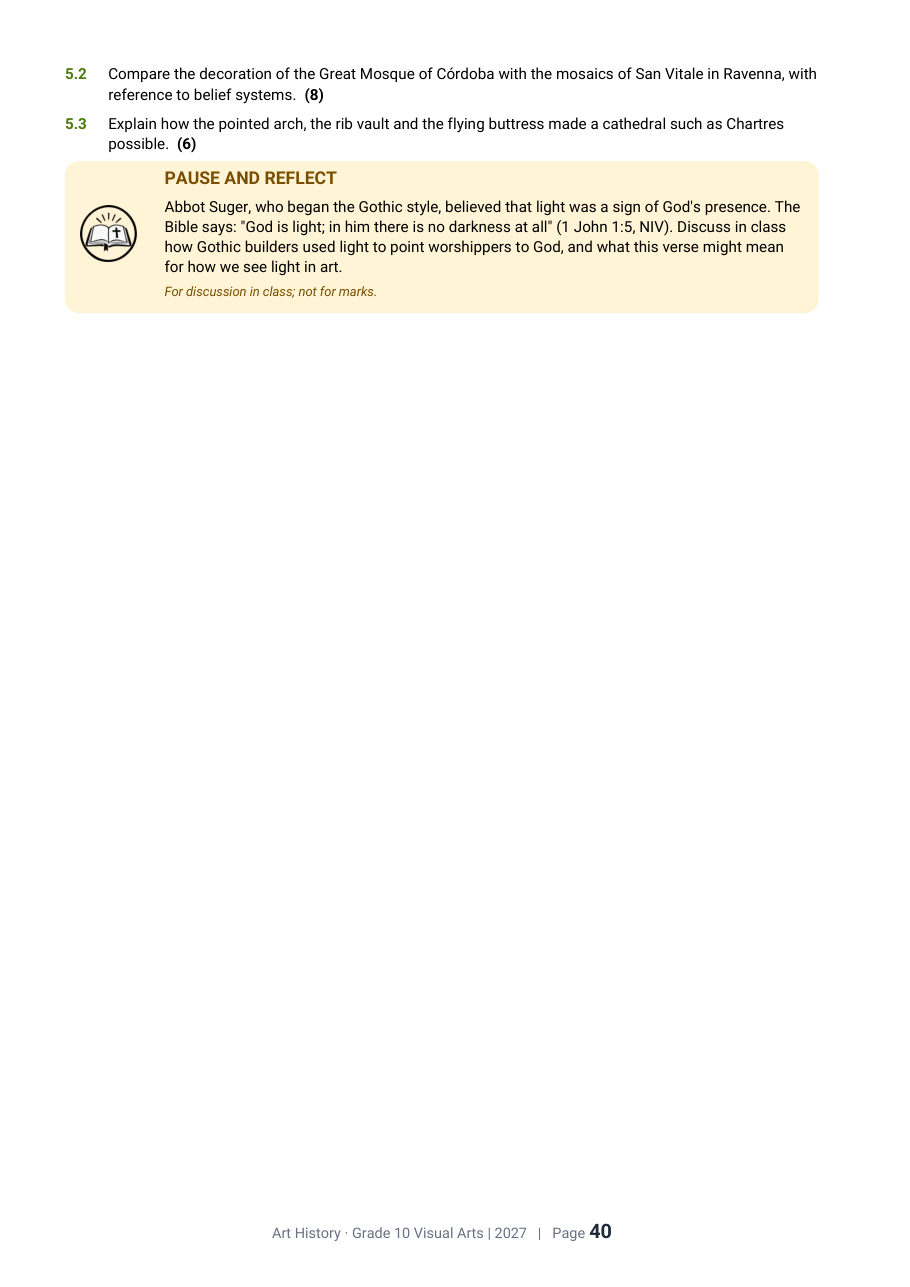 5.2 Compare the decoration of the Great Mosque of Córdoba with the mosaics of San Vitale in Ravenna, with
reference to belief systems. (8)
5.3 Explain how the pointed arch, the rib vault and the flying buttress made a cathedral such as Chartres
possible. (6)
PAUSE AND REFLECT
Abbot Suger, who began the Gothic style, believed that light was a sign of God's presence. The
Bible says: "God is light; in him there is no darkness at all" (1 John 1:5, NIV). Discuss in class
how Gothic builders used light to point worshippers to God, and what this verse might mean
for how we see light in art.
For discussion in class; not for marks.
Art History · Grade 10 Visual Arts | 2027 | Page 40